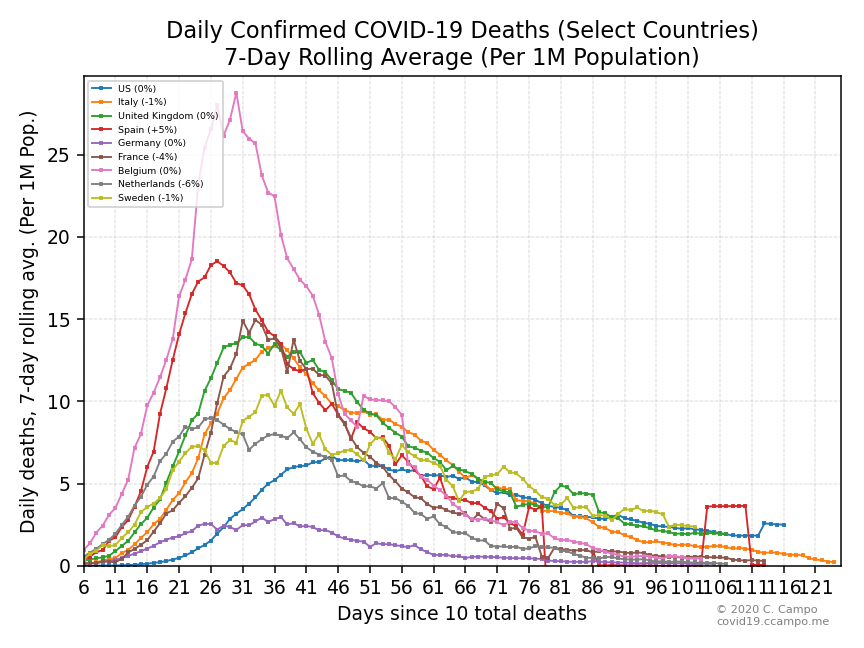 Daily Confirmed COVID-19 Deaths (Select Countries)
7-Day Rolling Average (Per 1M Population)
Daily deaths, 7-day rolling avg. (Per 1M Pop.)
US (0%)
Italy (-1%)
United Kingdom (0%)
Spain (+5%)
Germany (0%)
France (-4%)
Belgium (0%)
Netherlands (-6%)
Sweden (-1%)
25
20
15
10
5
0
6 11 16 21 26 31 36 41 46 51 56 61 66 71 76 81 86 91 96 101 106 111 116 121
Days since 10 total deaths
© 2020 C. Campo
covid19.ccampo.me